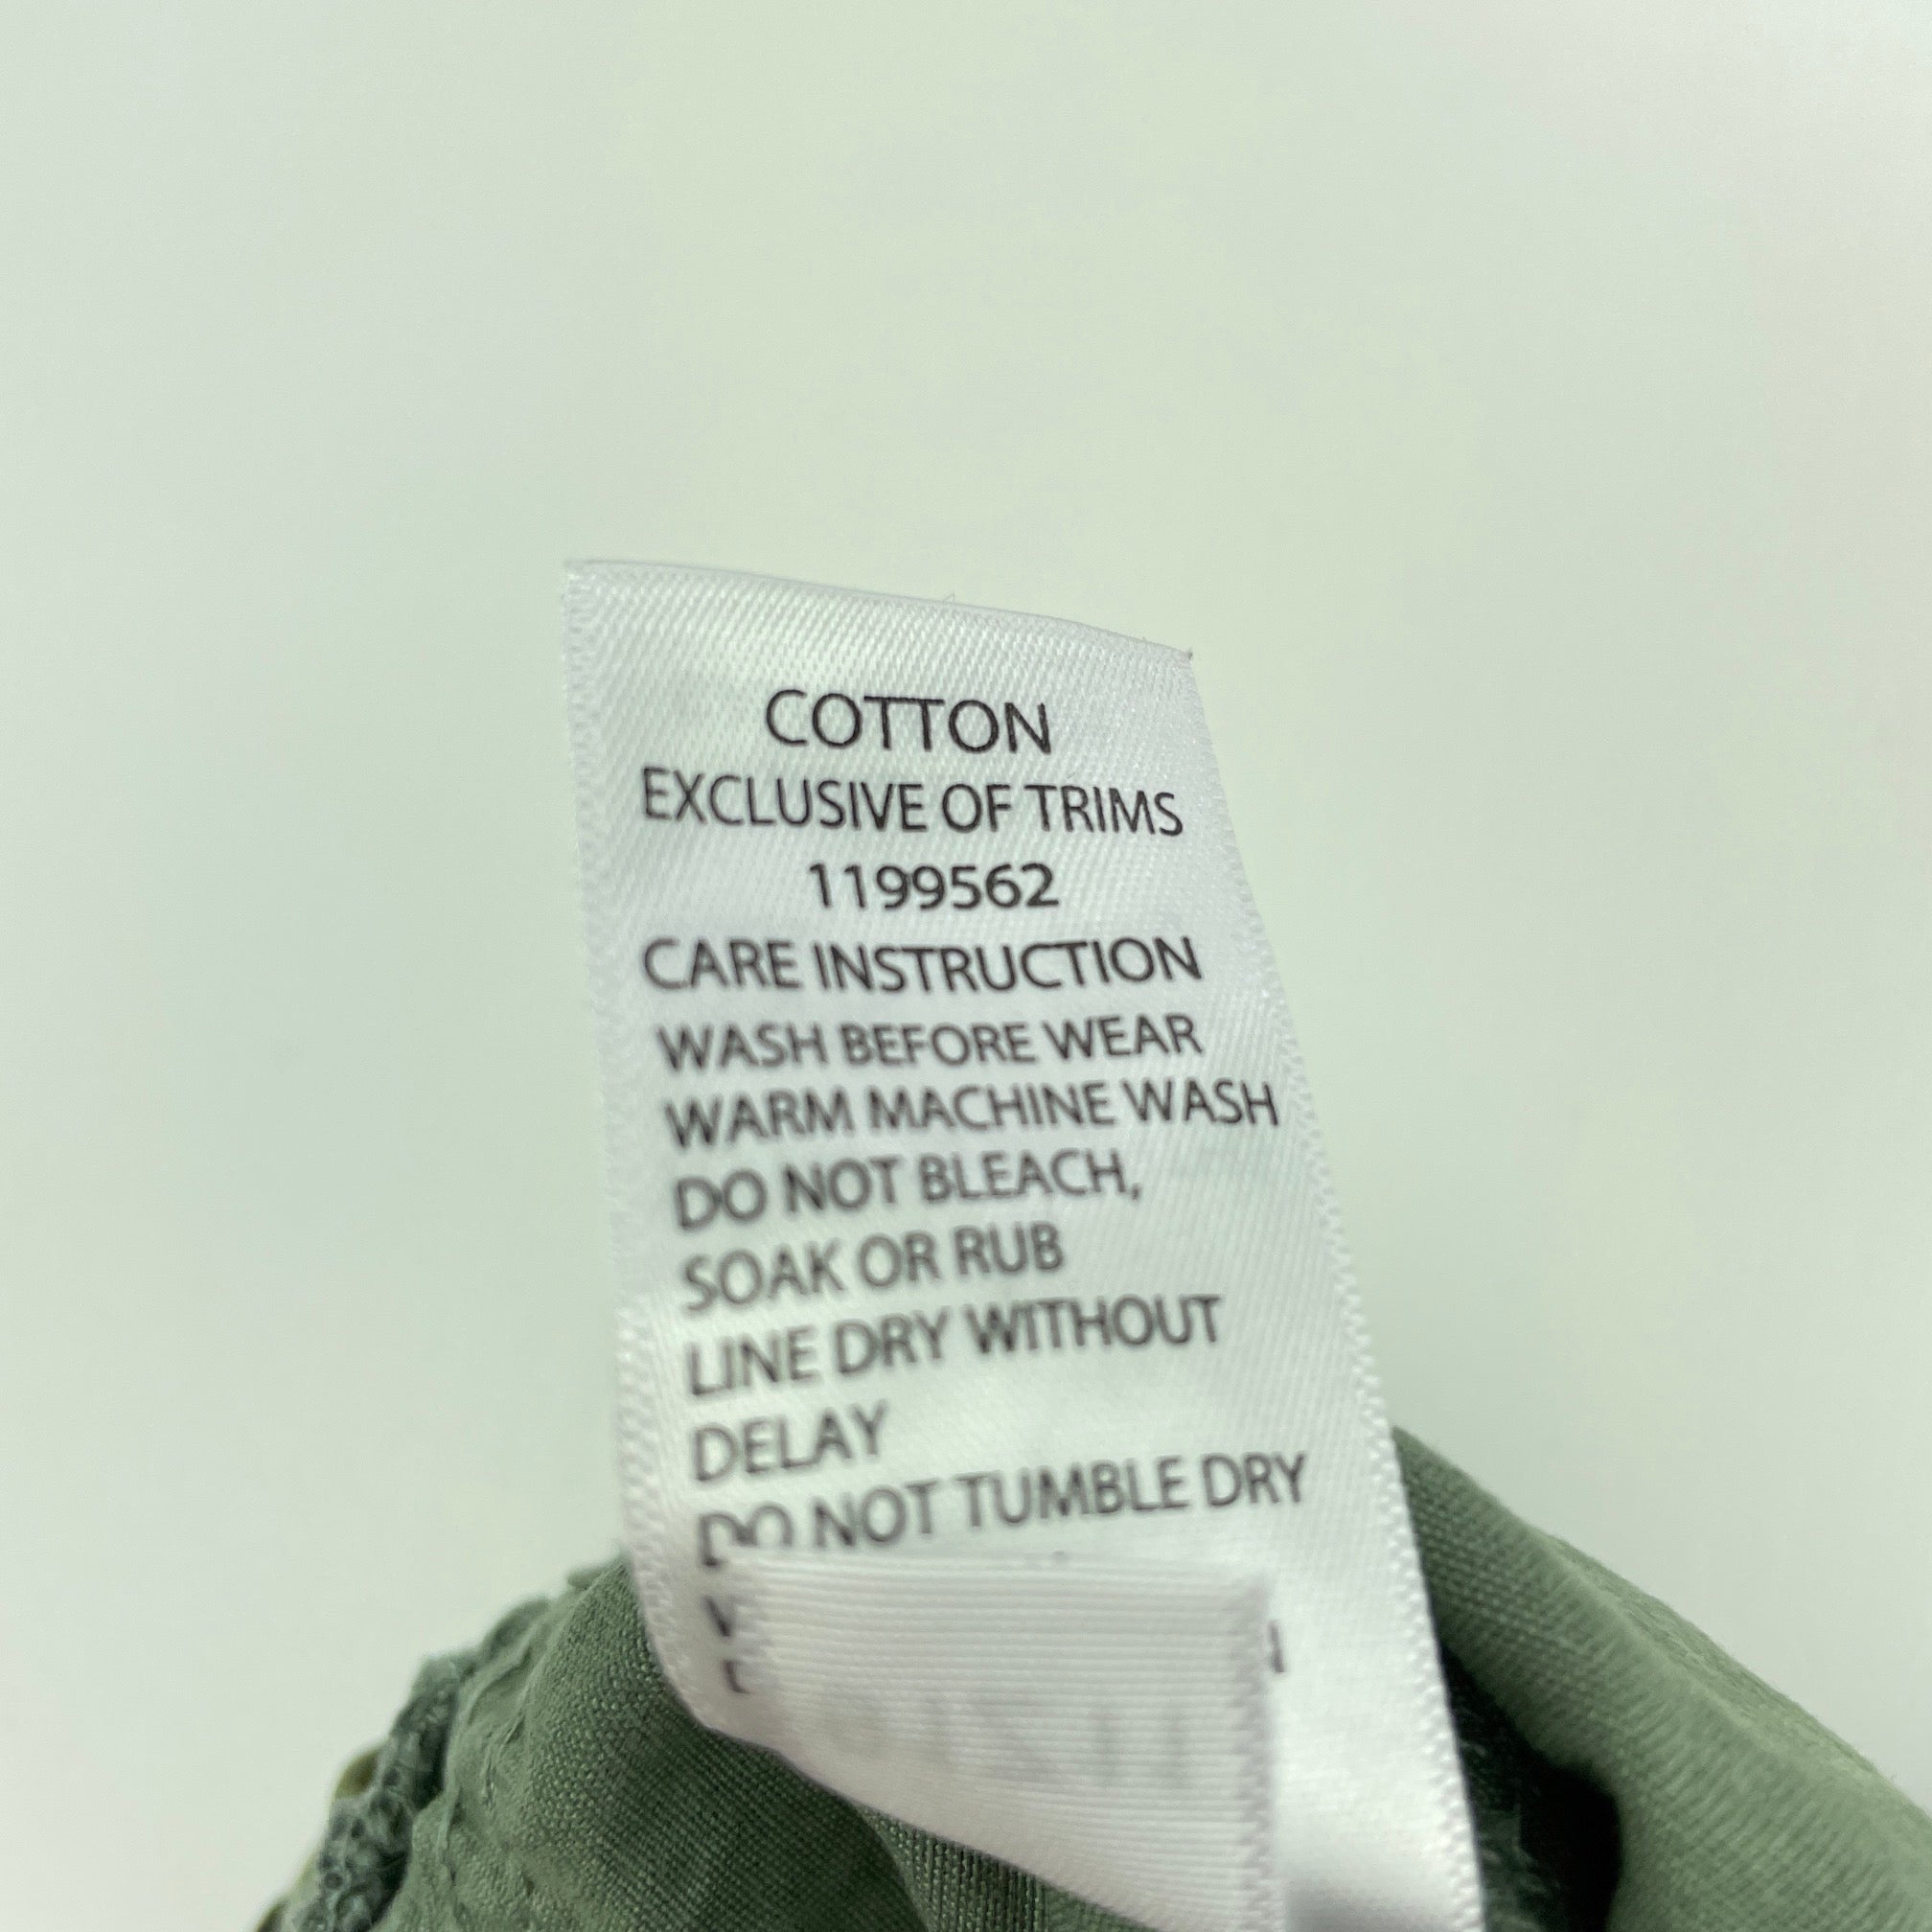 COTTON
EXCLUSIVE OF TRIMS
1199562
CARE INSTRUCTION
WASH BEFORE WEAR
WARM MACHINE WASH
DO NOT BLEACH,
SOAK OR RUB
LINE DRY WITHOUT
DELAY
DO NOT TUMBLE DRY